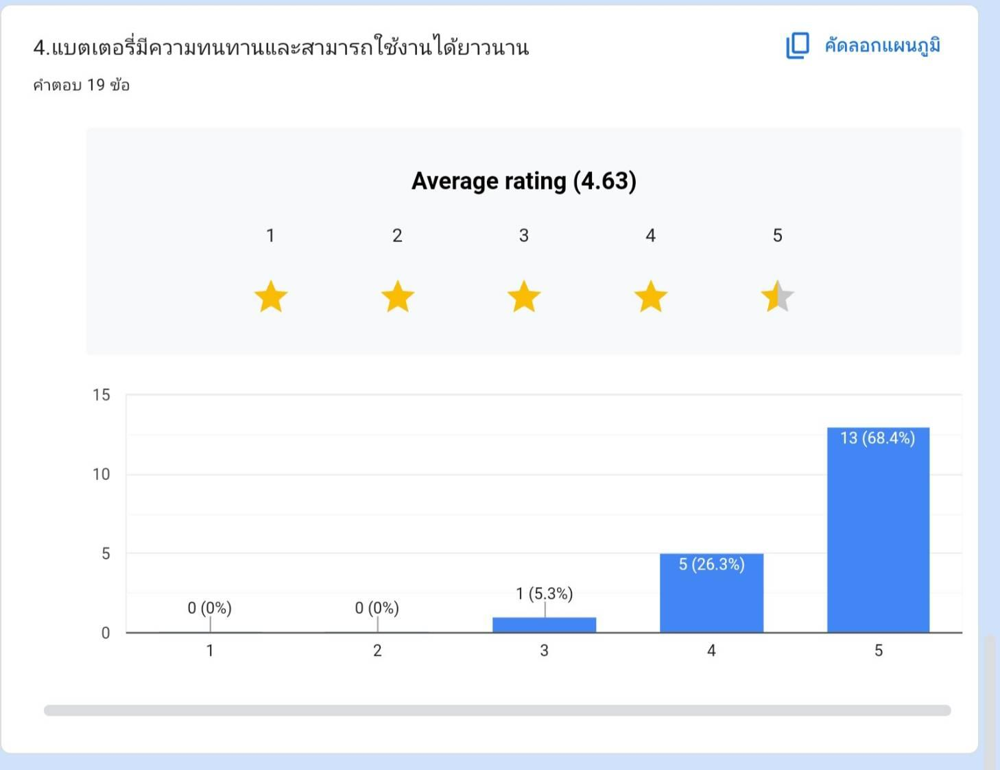 4.แบตเตอรี่มีความทนทานและสามารถใช้งานได้ยาวนาน
คัดลอกแผนภูมิ
คำตอบ 19 ข้อ
Average rating (4.63)
1 2 3 4 5
15
13 (68.4%)
10
5
5 (26.3%)
1 (5.3%)
0 (0%) 0 (0%)
0
1 2 3 4 5